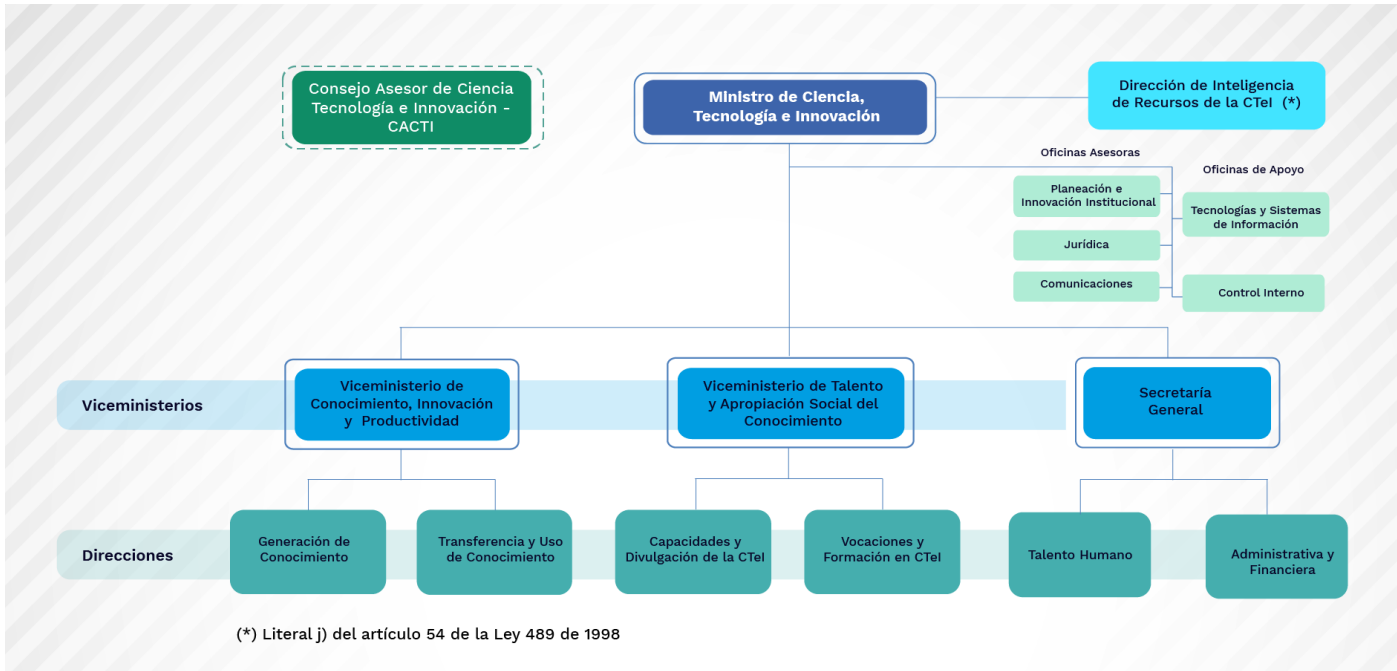 Consejo Asesor de Ciencia
Tecnología e Innovación -
CACTI
Ministro de Ciencia,
Tecnología e Innovación
Dirección de Inteligencia
de Recursos de la CTeI (*)
Oficinas Asesoras
Oficinas de Apoyo
Planeación e
Innovación Institucional
Tecnologías y Sistemas
de Información
Jurídica
Comunicaciones
Control Interno
Viceministerios
Viceministerio de
Conocimiento, Innovación
y Productividad
Viceministerio de Talento
y Apropiación Social del
Conocimiento
Secretaría
General
Direcciones
Generación de
Conocimiento
Transferencia y Uso
de Conocimiento
Capacidades y
Divulgación de la CTeI
Vocaciones y
Formación en CTeI
Talento Humano
Administrativa y
Financiera
(*) Literal j) del artículo 54 de la Ley 489 de 1998